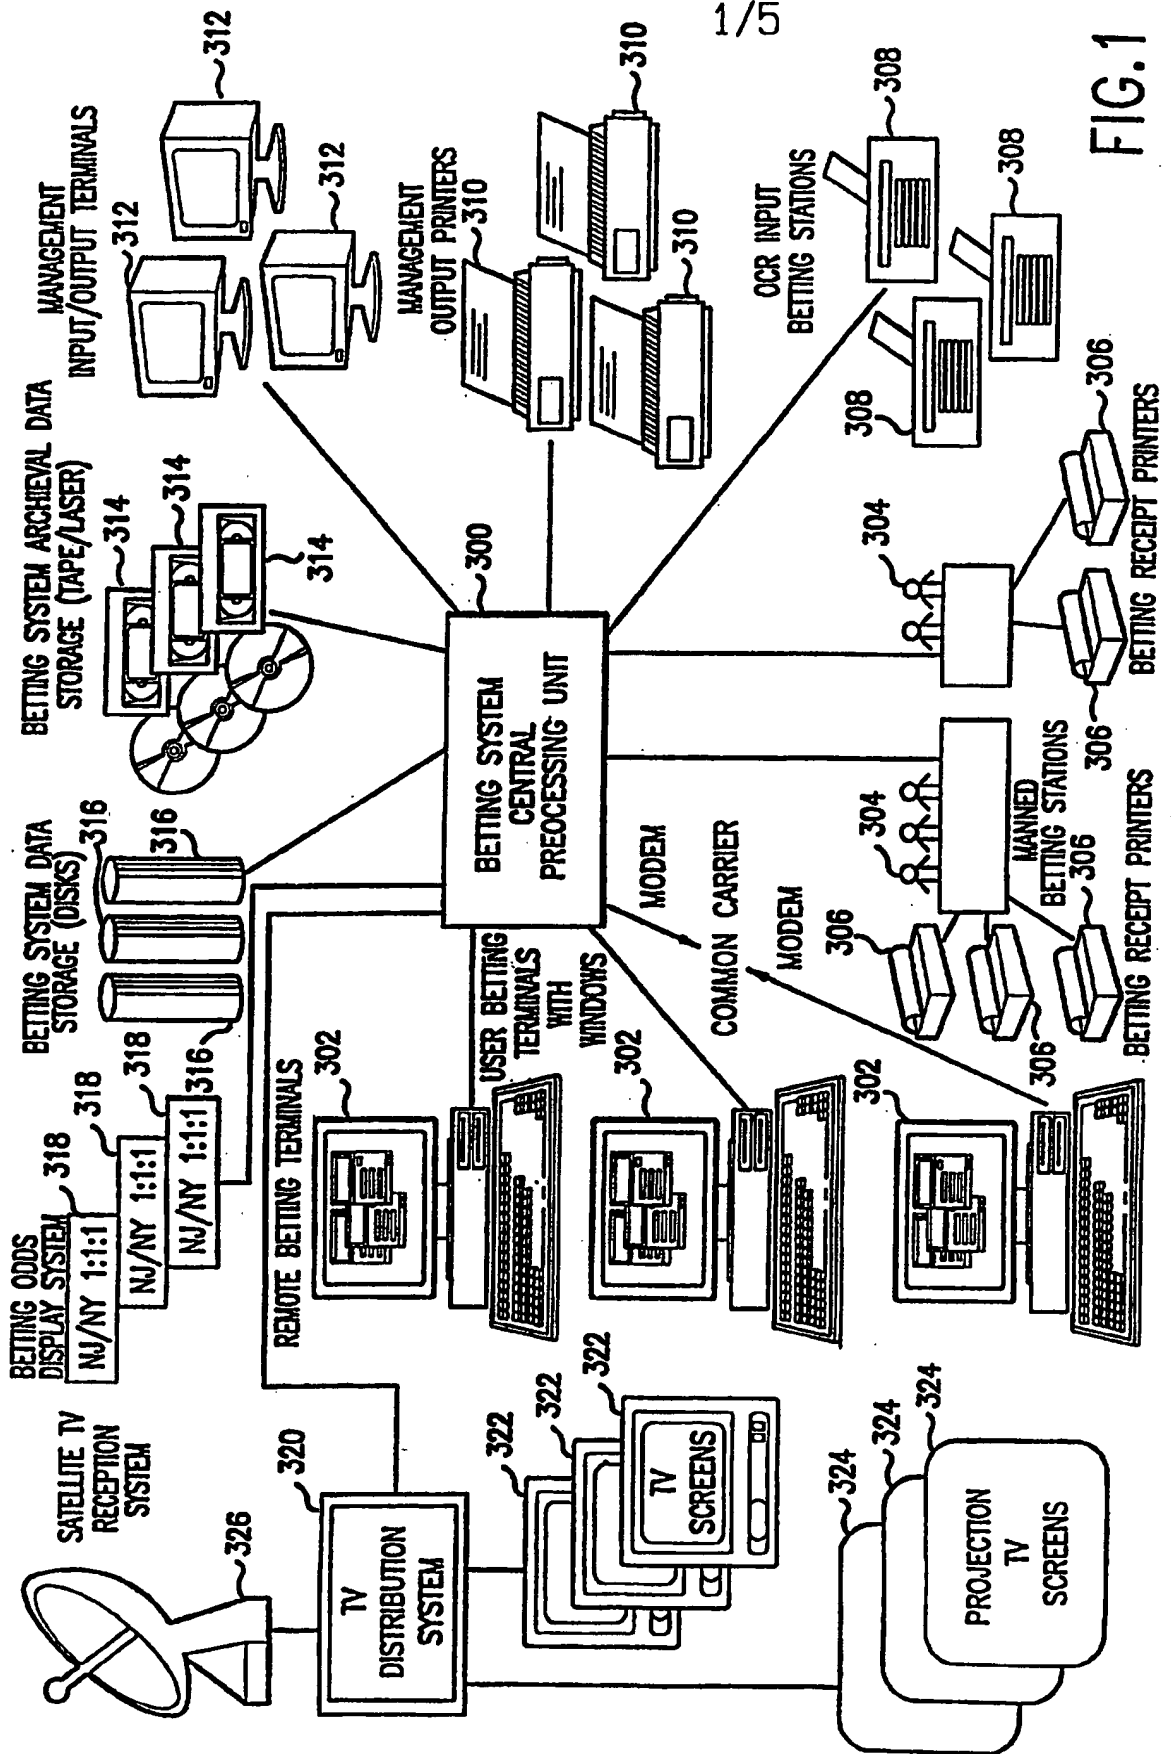 1/5
SATELLITE TV
RECEPTION
SYSTEM
326
320
TV
DISTRIBUTION
SYSTEM
322
322
322
TV
SCREENS
324
324
324
PROJECTION
TV
SCREENS
BETTING ODDS
DISPLAY SYSTEM
318
318
318
NJ/NY 1:1:1
NJ/NY 1:1:1
NJ/NY 1:1:1
BETTING SYSTEM DATA
STORAGE (DISKS)
316
316
316
BETTING SYSTEM ARCHIEVAL DATA
STORAGE (TAPE/LASER)
314
314
314
MANAGEMENT
INPUT/OUTPUT TERMINALS
312
312
312
REMOTE BETTING TERMINALS
302
USER BETTING
TERMINALS
WITH
WINDOWS
302
302
300
BETTING SYSTEM
CENTRAL
PREOCESSING UNIT
MODEM
COMMON CARRIER
MODEM
MANAGEMENT
OUTPUT PRINTERS
310
310
310
OCR INPUT
BETTING STATIONS
308
308
308
304
304
MANNED
BETTING STATIONS
306
306
306
BETTING RECEIPT PRINTERS
306
306
BETTING RECEIPT PRINTERS
FIG.1